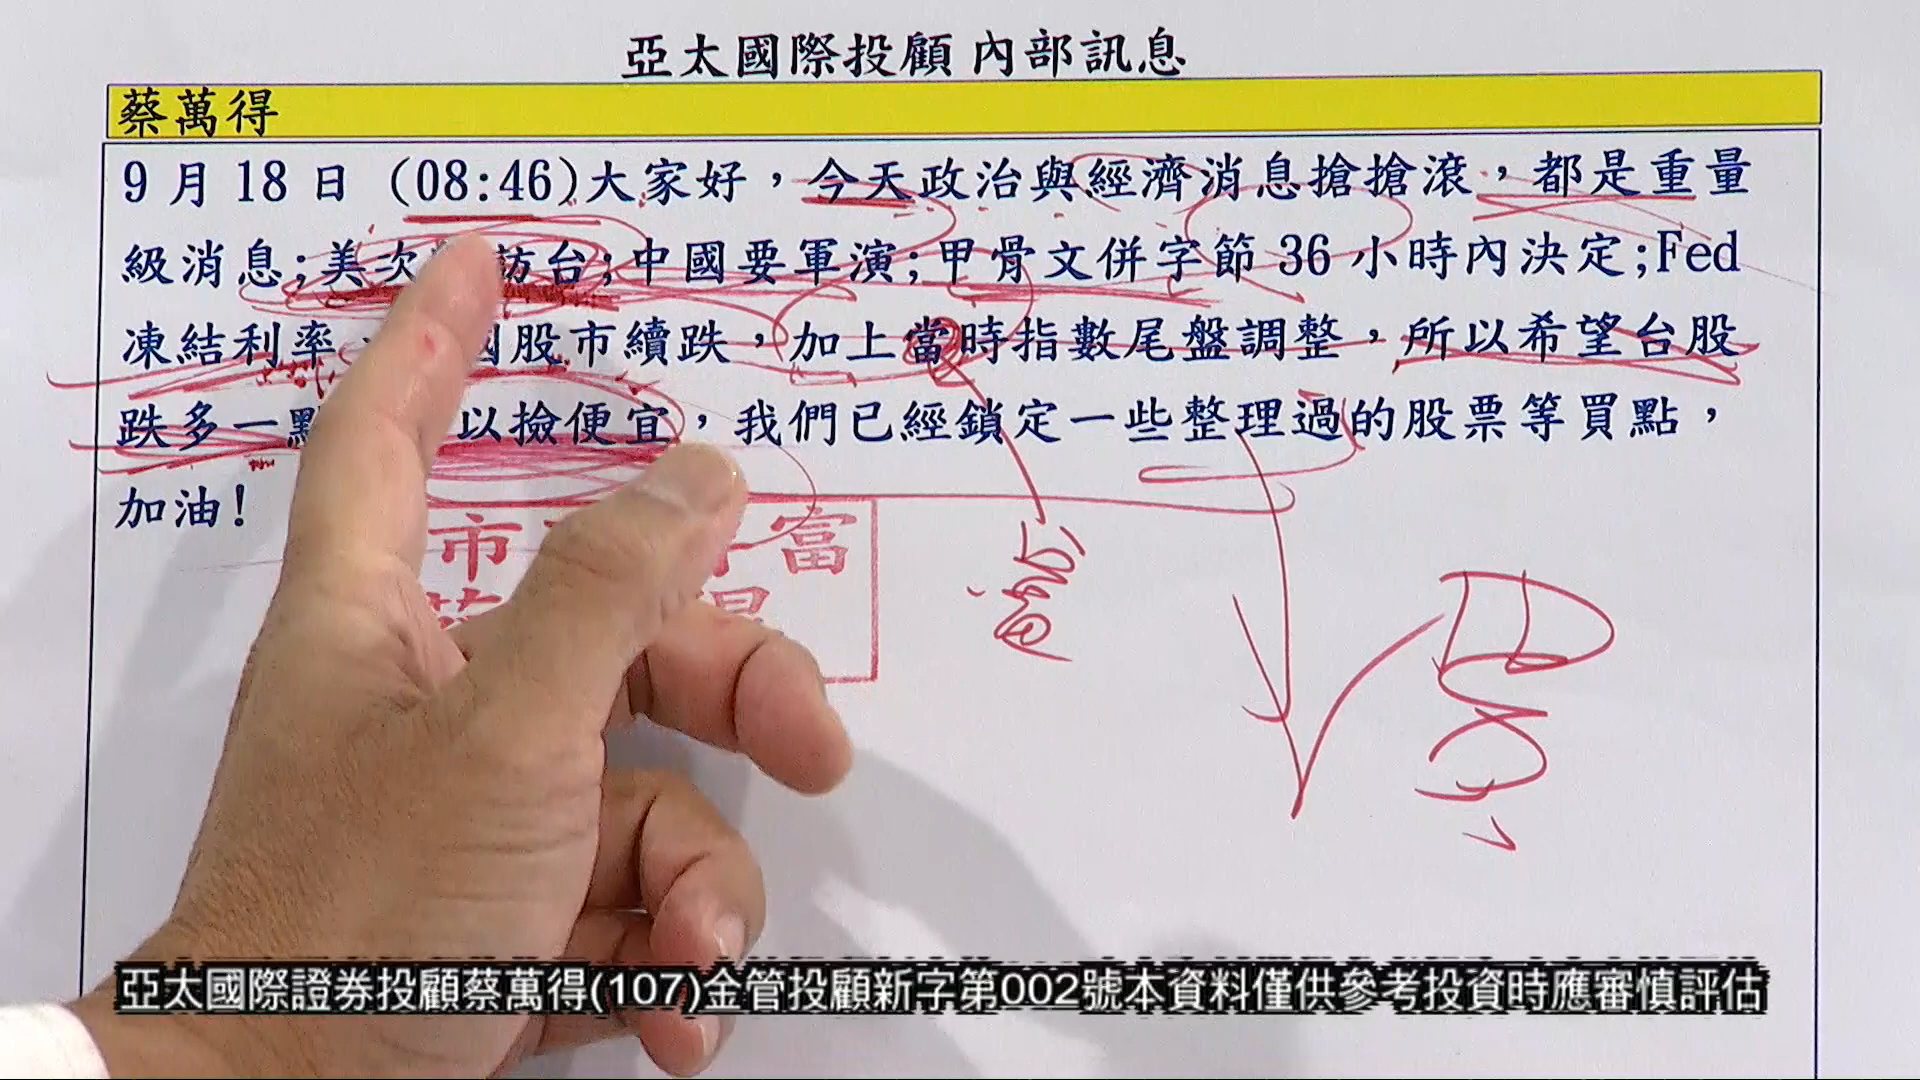 亞太國際投顧 內部訊息
蔡萬得
9月18日 (08:46)大家好，今天政治與經濟消息搶搶滾，都是重量
級消息;美次 訪台;中國要軍演;甲骨文併字節36小時內決定;Fed
凍結利率 國股市續跌，加上當時指數尾盤調整，所以希望台股
跌多一點 以撿便宜，我們已經鎖定一些整理過的股票等買點，
加油!
市 富
亞太國際證券投顧蔡萬得(107)金管投顧新字第002號本資料僅供參考投資時應審慎評估